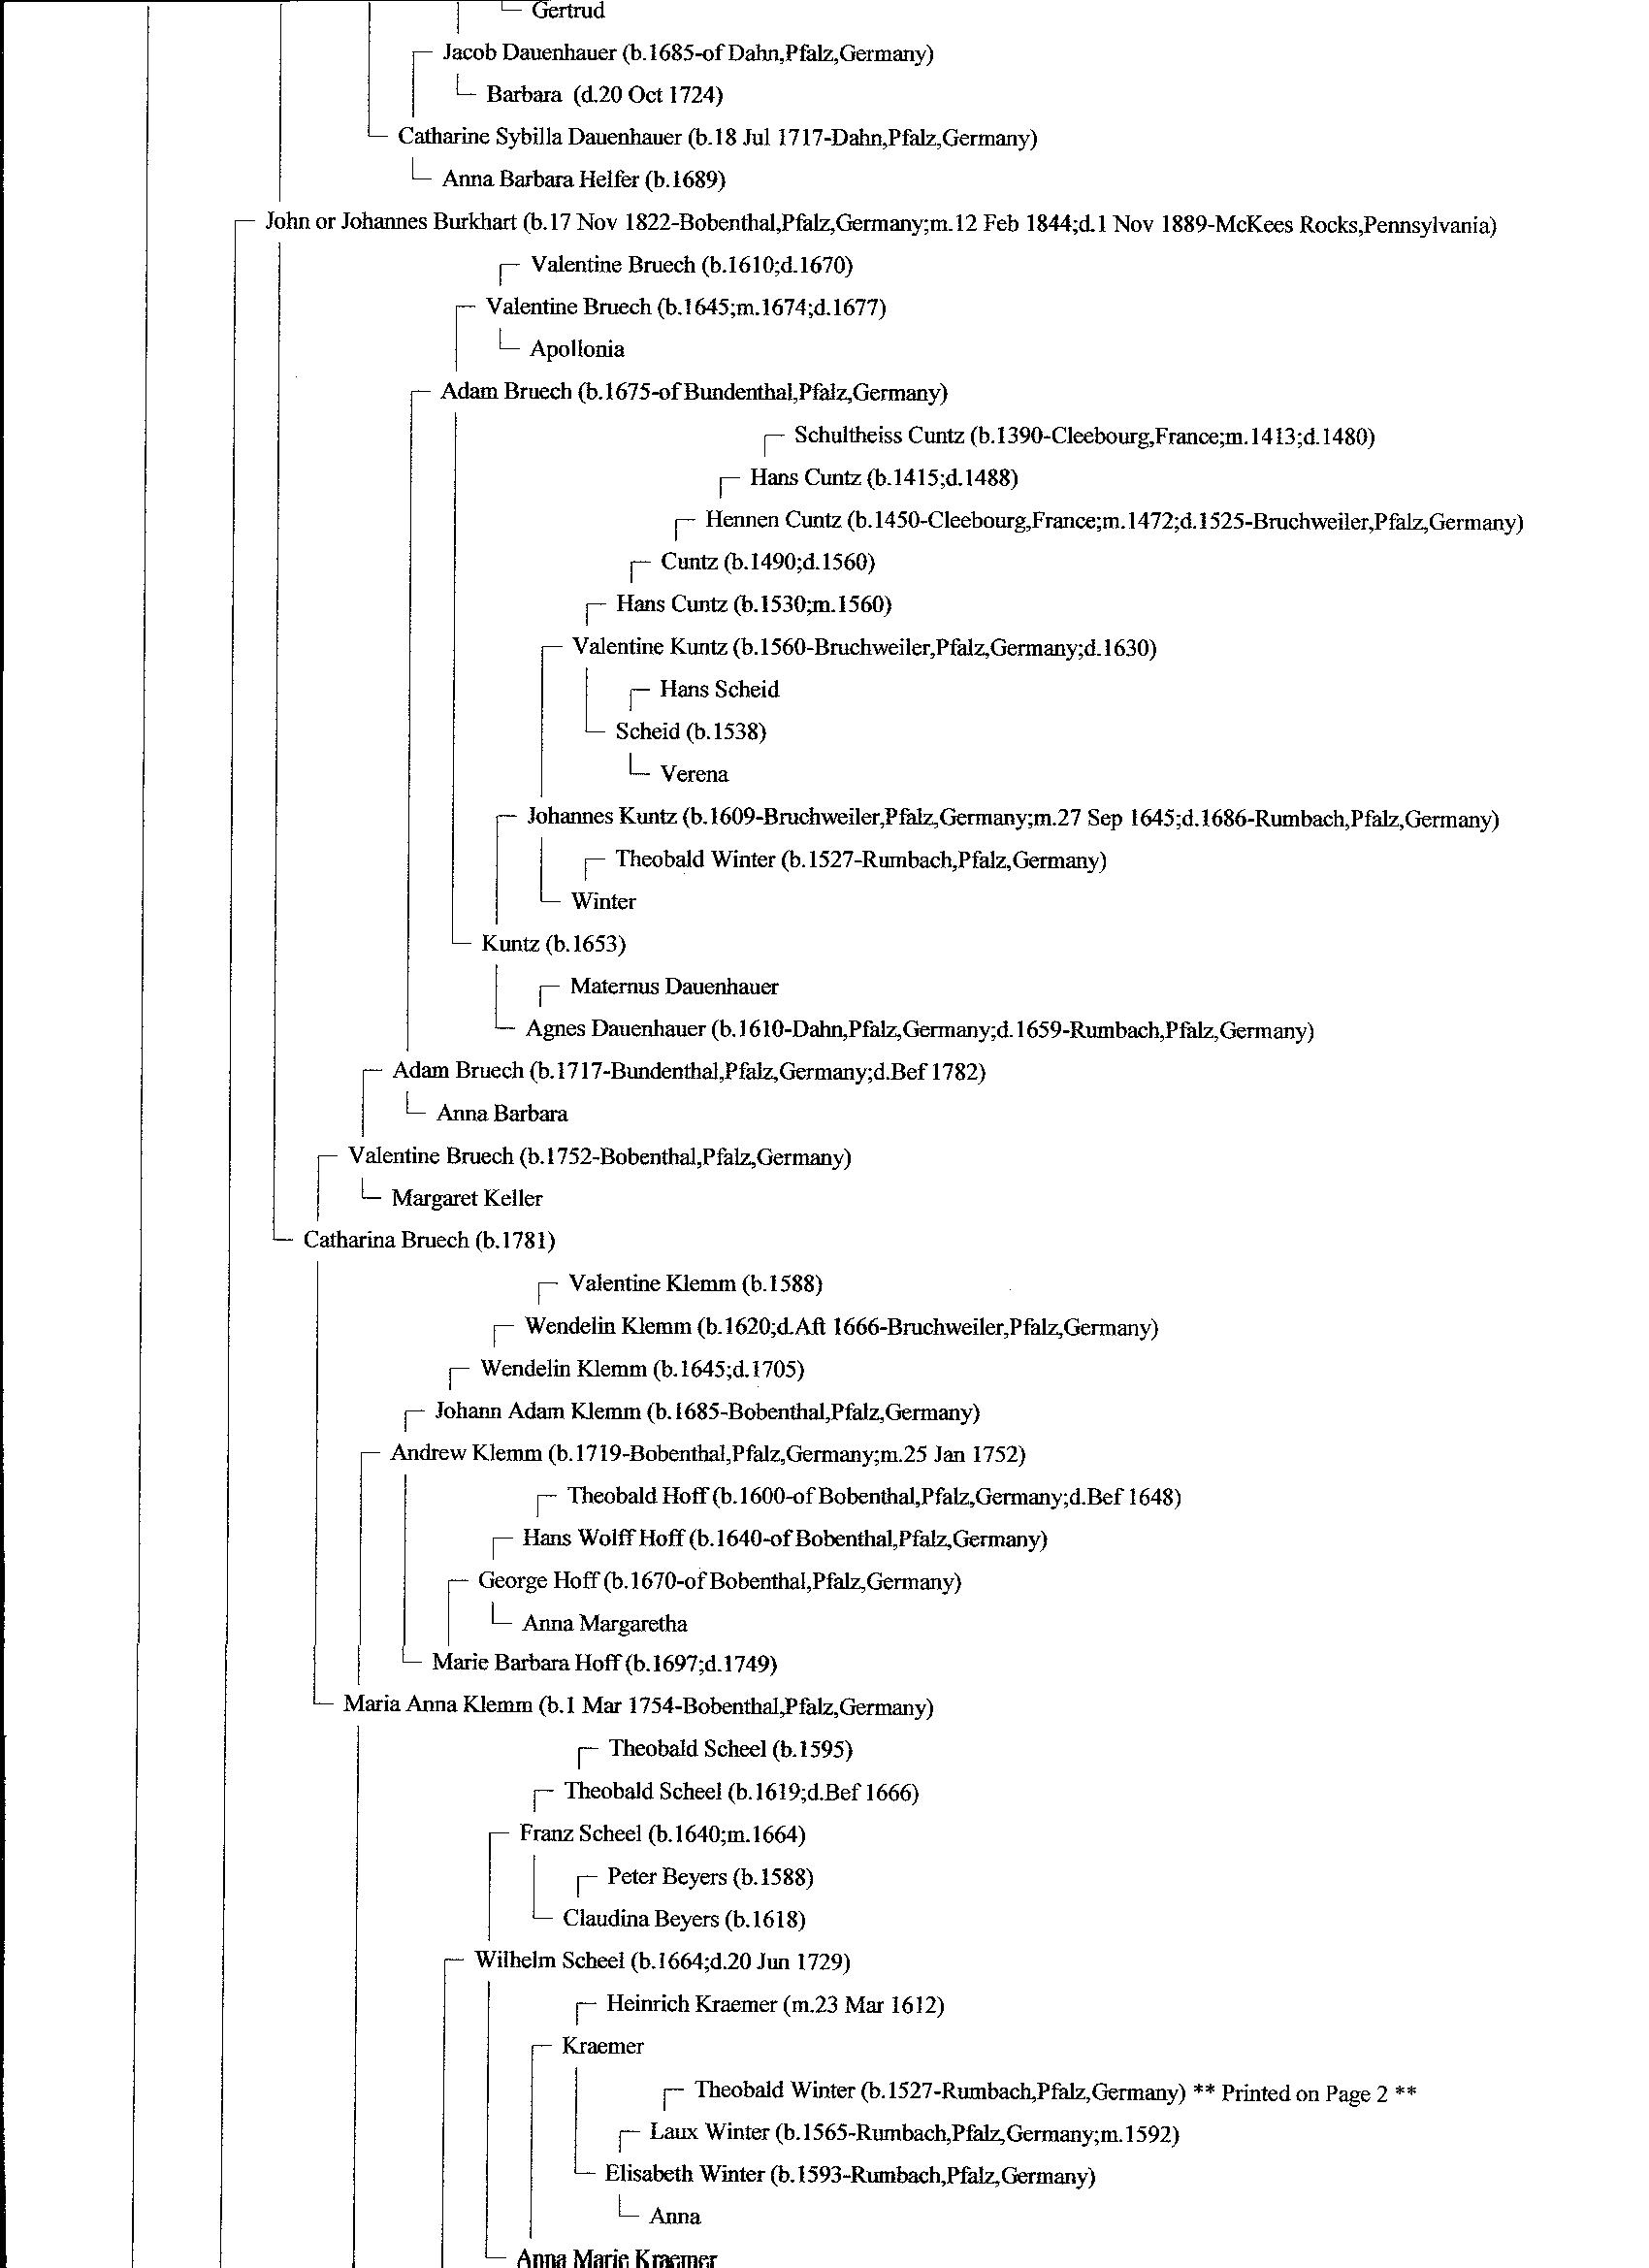 Gertrud
Jacob Dauenhauer (b.1685-of Dahn,Pfalz,Germany)
Barbara (d.20 Oct 1724)
Catharine Sybilla Dauenhauer (b.18 Jul 1717-Dahn,Pfalz,Germany)
Anna Barbara Helfer (b.1689)
John or Johannes Burkhart (b.17 Nov 1822-Bobenthal,Pfalz,Germany;m.12 Feb 1844;d.1 Nov 1889-McKees Rocks,Pennsylvania)
Valentine Bruech (b.1610;d.1670)
Valentine Bruech (b.1645;m.1674;d.1677)
Apollonia
Adam Bruech (b.1675-of Bundenthal,Pfalz,Germany)
Schultheiss Cuntz (b.1390-Cleebourg,France;m.1413;d.1480)
Hans Cuntz (b.1415;d.1488)
Hennen Cuntz (b.1450-Cleebourg,France;m.1472;d.1525-Bruchweiler,Pfalz,Germany)
Cuntz (b.1490;d.1560)
Hans Cuntz (b.1530;m.1560)
Valentine Kuntz (b.1560-Bruchweiler,Pfalz,Germany;d.1630)
Hans Scheid
Scheid (b.1538)
Verena
Johannes Kuntz (b.1609-Bruchweiler,Pfalz,Germany;m.27 Sep 1645;d.1686-Rumbach,Pfalz,Germany)
Theobald Winter (b.1527-Rumbach,Pfalz,Germany)
Winter
Kuntz (b.1653)
Maternus Dauenhauer
Agnes Dauenhauer (b.1610-Dahn,Pfalz,Germany;d.1659-Rumbach,Pfalz,Germany)
Adam Bruech (b.1717-Bundenthal,Pfalz,Germany;d.Bef 1782)
Anna Barbara
Valentine Bruech (b.1752-Bobenthal,Pfalz,Germany)
Margaret Keller
Catharina Bruech (b.1781)
Valentine Klemm (b.1588)
Wendelin Klemm (b.1620;d.Aft 1666-Bruchweiler,Pfalz,Germany)
Wendelin Klemm (b.1645;d.1705)
Johann Adam Klemm (b.1685-Bobenthal,Pfalz,Germany)
Andrew Klemm (b.1719-Bobenthal,Pfalz,Germany;m.25 Jan 1752)
Theobald Hoff (b.1600-of Bobenthal,Pfalz,Germany;d.Bef 1648)
Hans Wolff Hoff (b.1640-of Bobenthal,Pfalz,Germany)
George Hoff (b.1670-of Bobenthal,Pfalz,Germany)
Anna Margaretha
Marie Barbara Hoff (b.1697;d.1749)
Maria Anna Klemm (b.1 Mar 1754-Bobenthal,Pfalz,Germany)
Theobald Scheel (b.1595)
Theobald Scheel (b.1619;d.Bef 1666)
Franz Scheel (b.1640;m.1664)
Peter Beyers (b.1588)
Claudina Beyers (b.1618)
Wilhelm Scheel (b.1664;d.20 Jun 1729)
Heinrich Kraemer (m.23 Mar 1612)
Kraemer
Theobald Winter (b.1527-Rumbach,Pfalz,Germany) ** Printed on Page 2 **
Laux Winter (b.1565-Rumbach,Pfalz,Germany;m.1592)
Elisabeth Winter (b.1593-Rumbach,Pfalz,Germany)
Anna
Anna Marie Kraemer